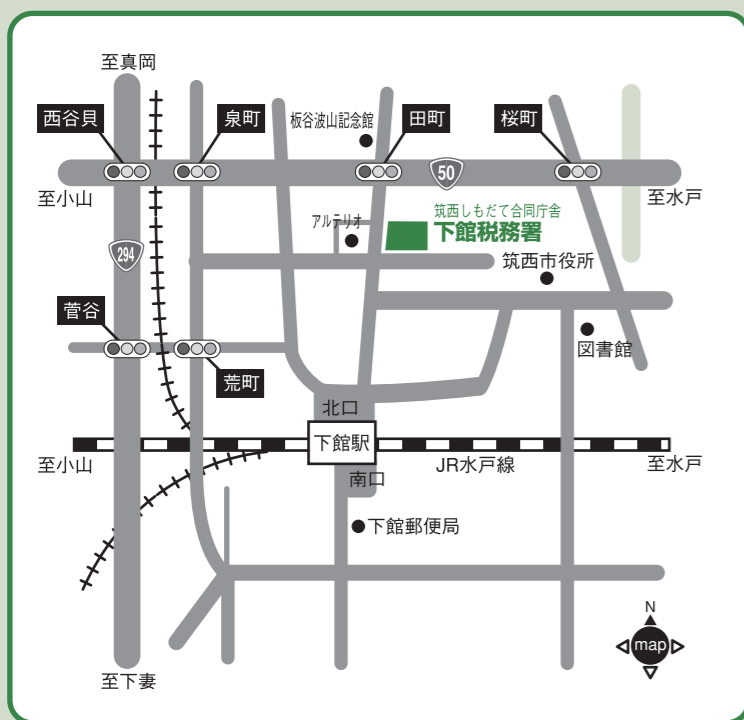 至真岡
西谷貝
泉町
板谷波山記念館
田町
桜町
50
至小山
至水戸
筑西しもだて合同庁舎
下館税務署
アルテリオ
294
筑西市役所
菅谷
図書館
荒町
北口
下館駅
至小山
JR水戸線
至水戸
南口
下館郵便局
N
map
至下妻